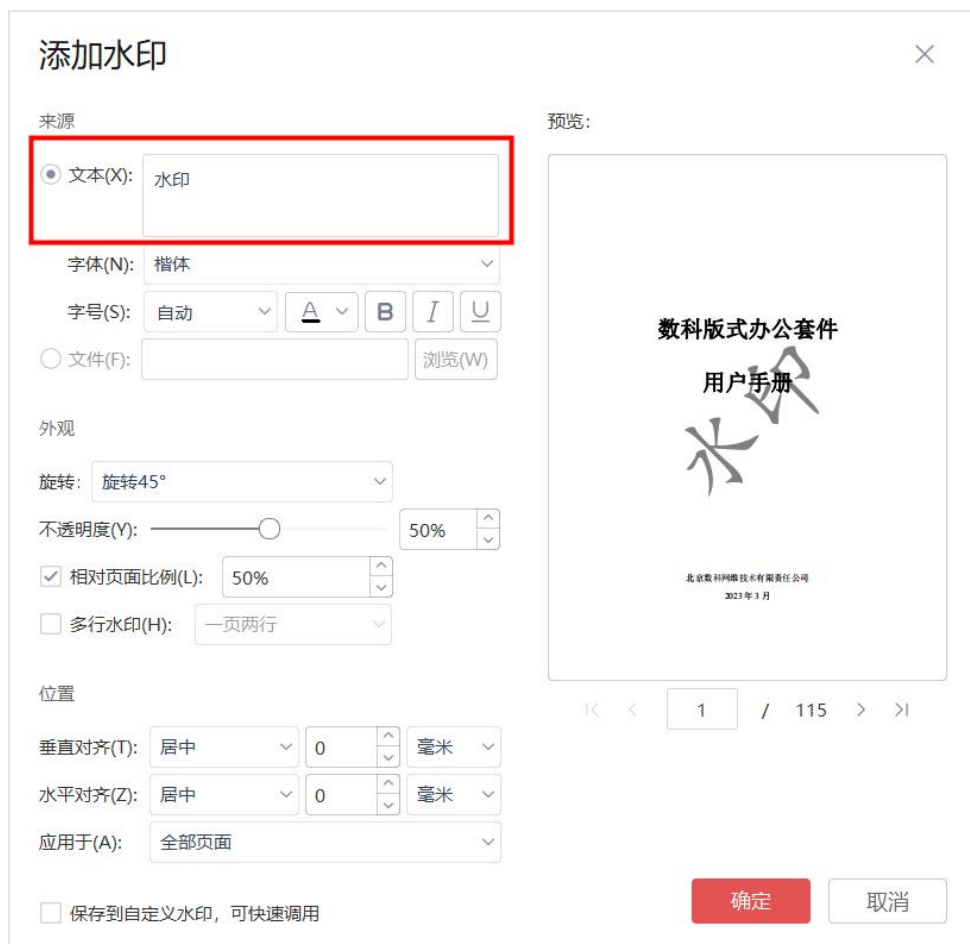 添加水印
来源
文本(X): 水印
字体(N): 楷体
字号(S): 自动 A B I U
文件(F): 浏览(W)
外观
旋转: 旋转45°
不透明度(Y): 50%
相对页面比例(L): 50%
多行水印(H): 一页两行
位置
垂直对齐(T): 居中 0 毫米
水平对齐(Z): 居中 0 毫米
应用于(A): 全部页面
保存到自定义水印，可快速调用
预览:
数科版式办公套件
用户手册
水印
北京数科网维技术有限责任公司
2023年3月
1 / 115
确定 取消